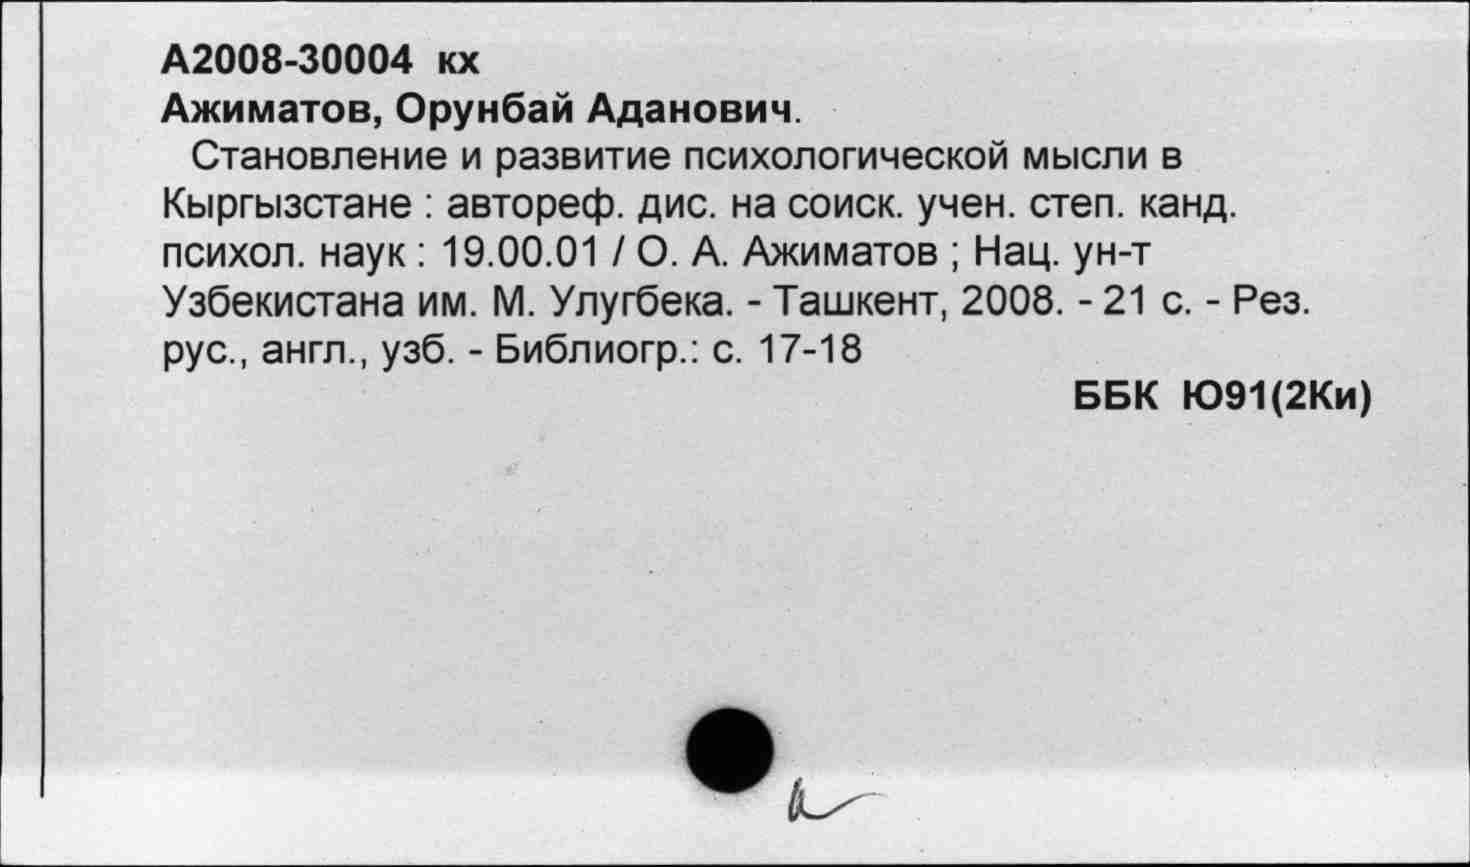 А2008-30004 кх
Ажиматов, Орунбай Аданович.
Становление и развитие психологической мысли в
Кыргызстане : автореф. дис. на соиск. учен. степ. канд.
психол. наук : 19.00.01 / О. А. Ажиматов ; Нац. ун-т
Узбекистана им. М. Улугбека. - Ташкент, 2008. - 21 с. - Рез.
рус., англ., узб. - Библиогр.: с. 17-18
ББК Ю91(2Ки)